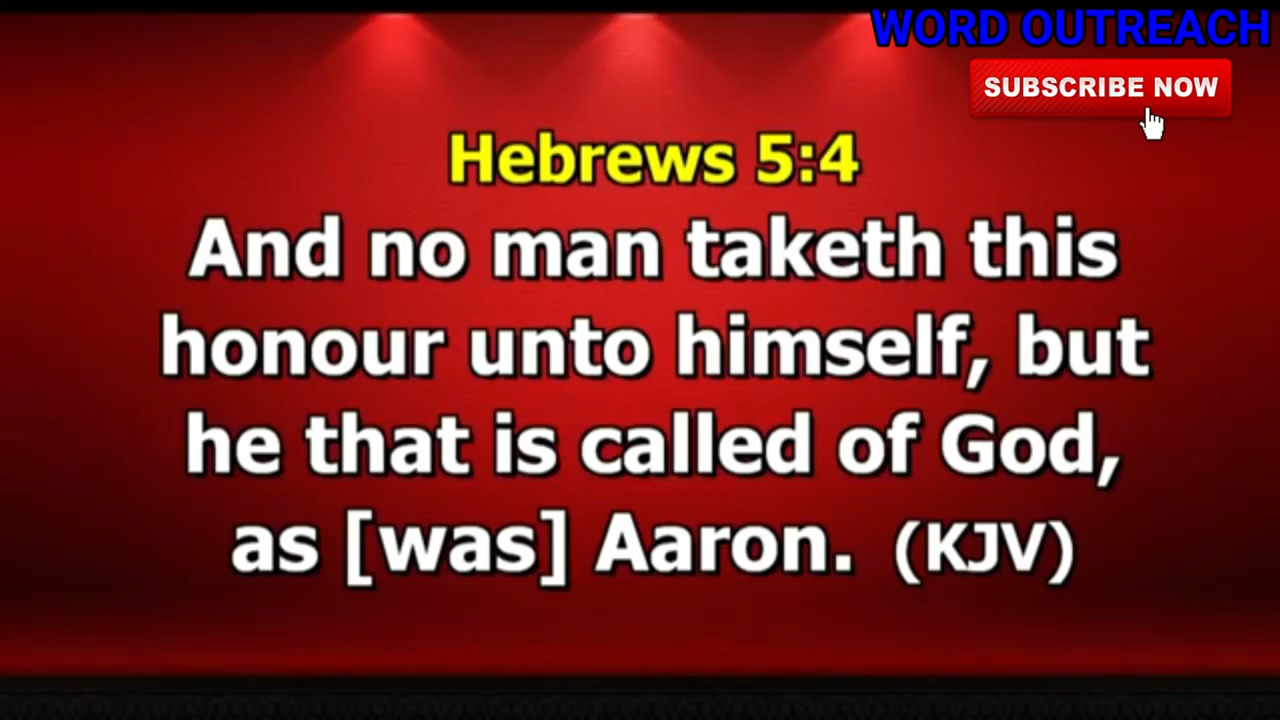 WORD OUTREACH
SUBSCRIBE NOW
Hebrews 5:4
And no man taketh this
honour unto himself, but
he that is called of God,
as [was] Aaron. (KJV)